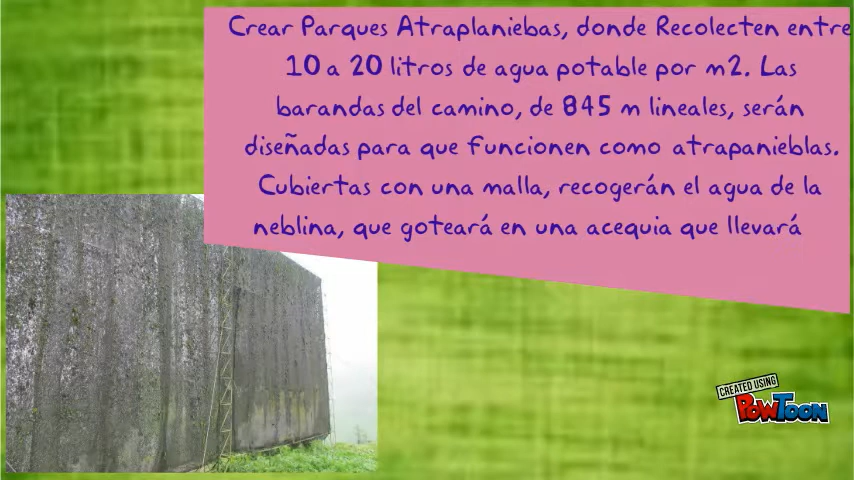 Crear Parques Atraplaniebas, donde Recolecten entre
10 a 20 litros de agua potable por m2. Las
barandas del camino, de 845 m lineales, serán
diseñadas para que funcionen como atrapanieblas.
Cubiertas con una malla, recogerán el agua de la
neblina, que goteará en una acequia que llevará
CREATED USING
POWTOON